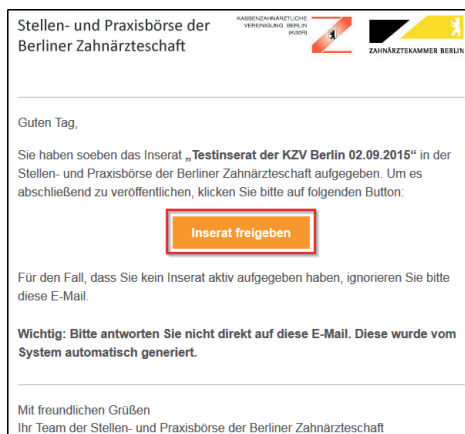 Stellen- und Praxisbörse der
Berliner Zahnärzteschaft
KASSENZAHNÄRZTLICHE
VEREINIGUNG BERLIN
(KdöR)
ZAHNÄRZTEKAMMER BERLIN
Guten Tag,
Sie haben soeben das Inserat „Testinserat der KZV Berlin 02.09.2015“ in der
Stellen- und Praxisbörse der Berliner Zahnärzteschaft aufgegeben. Um es
abschließend zu veröffentlichen, klicken Sie bitte auf folgenden Button:
Inserat freigeben
Für den Fall, dass Sie kein Inserat aktiv aufgegeben haben, ignorieren Sie bitte
diese E-Mail.
Wichtig: Bitte antworten Sie nicht direkt auf diese E-Mail. Diese wurde vom
System automatisch generiert.
Mit freundlichen Grüßen
Ihr Team der Stellen- und Praxisbörse der Berliner Zahnärzteschaft